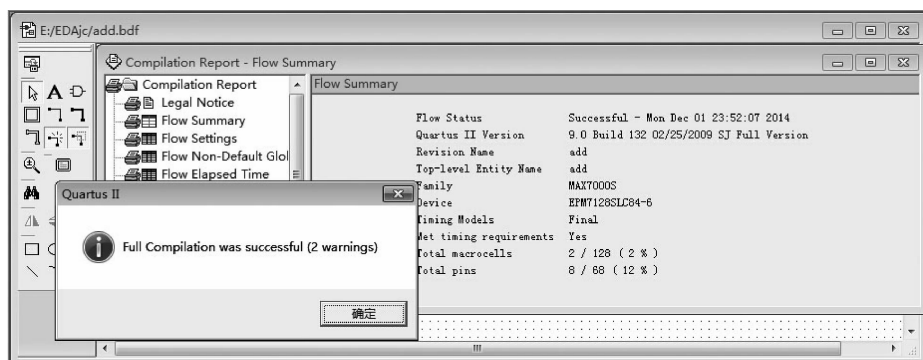 E:/EDAjc/add.bdf
Compilation Report - Flow Summary
Compilation Report
Legal Notice
Flow Summary
Flow Settings
Flow Non-Default Glol
Flow Elapsed Time
Flow Summary
Flow Status Successful - Mon Dec 01 23:52:07 2014
Quartus II Version 9.0 Build 132 02/25/2009 SJ Full Version
Revision Name add
Top-level Entity Name add
Family MAX7000S
Device EPM7128SLC84-6
Timing Models Final
Met timing requirements Yes
Total macrocells 2 / 128 ( 2 % )
Total pins 8 / 68 ( 12 % )
Quartus II
Full Compilation was successful (2 warnings)
确定